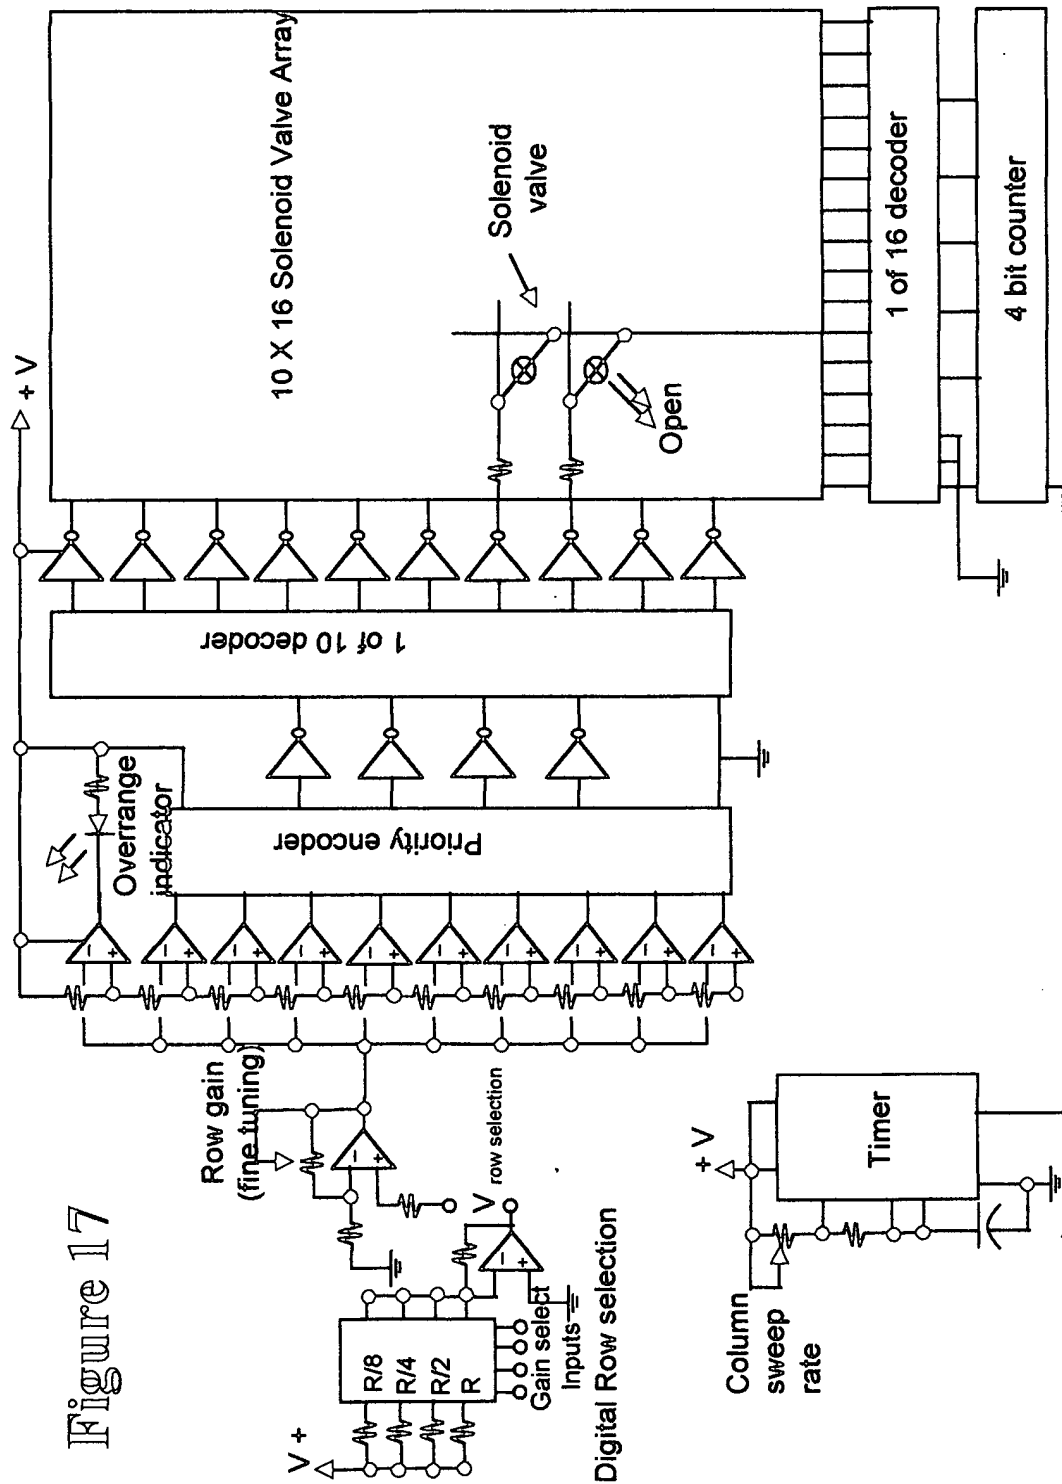 Figure 17
10 X 16 Solenoid Valve Array
Solenoid
valve
Open
+ V
1 of 16 decoder
4 bit counter
1 of 10 decoder
Priority encoder
Overrange
indicator
Row gain
(fine tuning)
V row selection
V +
R/8
R/4
R/2
R
Gain select
Inputs
Digital Row selection
+ V
Timer
Column
sweep
rate